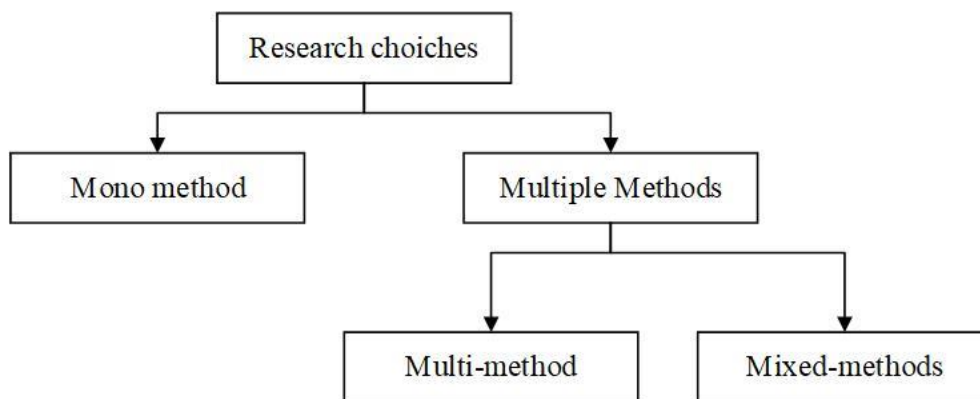 Research choiches
Mono method
Multiple Methods
Multi-method
Mixed-methods